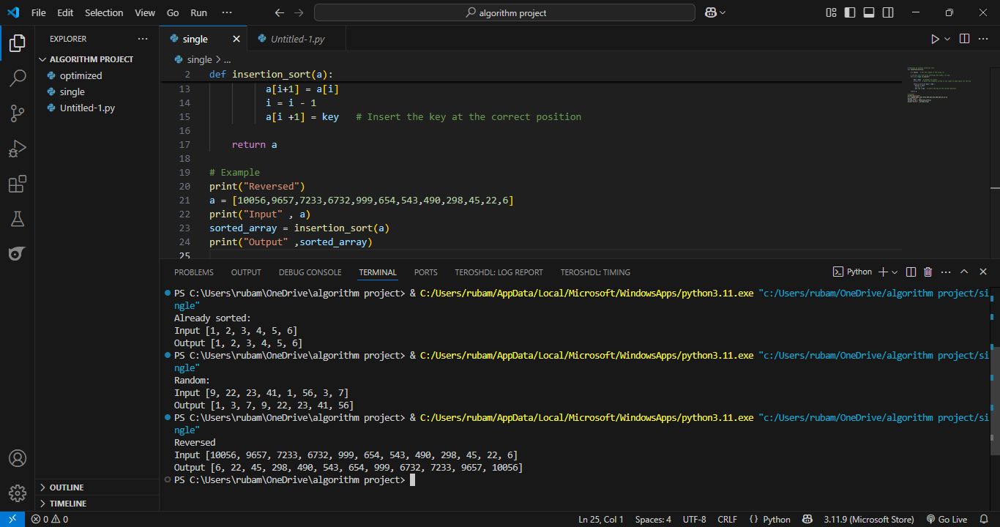 File Edit Selection View Go Run ··· algorithm project
EXPLORER ···
ALGORITHM PROJECT
optimized
single
Untitled-1.py
OUTLINE
TIMELINE
single Untitled-1.py
single > ...
2 def insertion_sort(a):
13 a[i+1] = a[i]
14 i = i - 1
15 a[i +1] = key # Insert the key at the correct position
16
17 return a
18
19 # Example
20 print("Reversed")
21 a = [10056,9657,7233,6732,999,654,543,490,298,45,22,6]
22 print("Input" , a)
23 sorted_array = insertion_sort(a)
24 print("Output" ,sorted_array)
25
PROBLEMS OUTPUT DEBUG CONSOLE TERMINAL PORTS TEROSHDL: LOG REPORT TEROSHDL: TIMING Python
PS C:\Users\rubam\OneDrive\algorithm project> & C:/Users/rubam/AppData/Local/Microsoft/WindowsApps/python3.11.exe "c:/Users/rubam/OneDrive/algorithm project/si
ngle"
Already sorted:
Input [1, 2, 3, 4, 5, 6]
Output [1, 2, 3, 4, 5, 6]
PS C:\Users\rubam\OneDrive\algorithm project> & C:/Users/rubam/AppData/Local/Microsoft/WindowsApps/python3.11.exe "c:/Users/rubam/OneDrive/algorithm project/si
ngle"
Random:
Input [9, 22, 23, 41, 1, 56, 3, 7]
Output [1, 3, 7, 9, 22, 23, 41, 56]
PS C:\Users\rubam\OneDrive\algorithm project> & C:/Users/rubam/AppData/Local/Microsoft/WindowsApps/python3.11.exe "c:/Users/rubam/OneDrive/algorithm project/si
ngle"
Reversed
Input [10056, 9657, 7233, 6732, 999, 654, 543, 490, 298, 45, 22, 6]
Output [6, 22, 45, 298, 490, 543, 654, 999, 6732, 7233, 9657, 10056]
PS C:\Users\rubam\OneDrive\algorithm project>
0 0 Ln 25, Col 1 Spaces: 4 UTF-8 CRLF {} Python 3.11.9 (Microsoft Store) Go Live